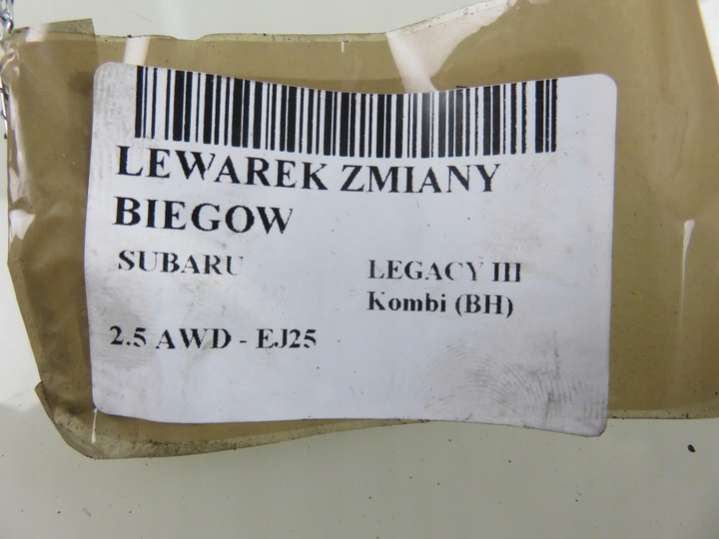 LEWAREK ZMIANY
BIEGOW
SUBARU LEGACY III
Kombi (BH)
2.5 AWD - EJ25